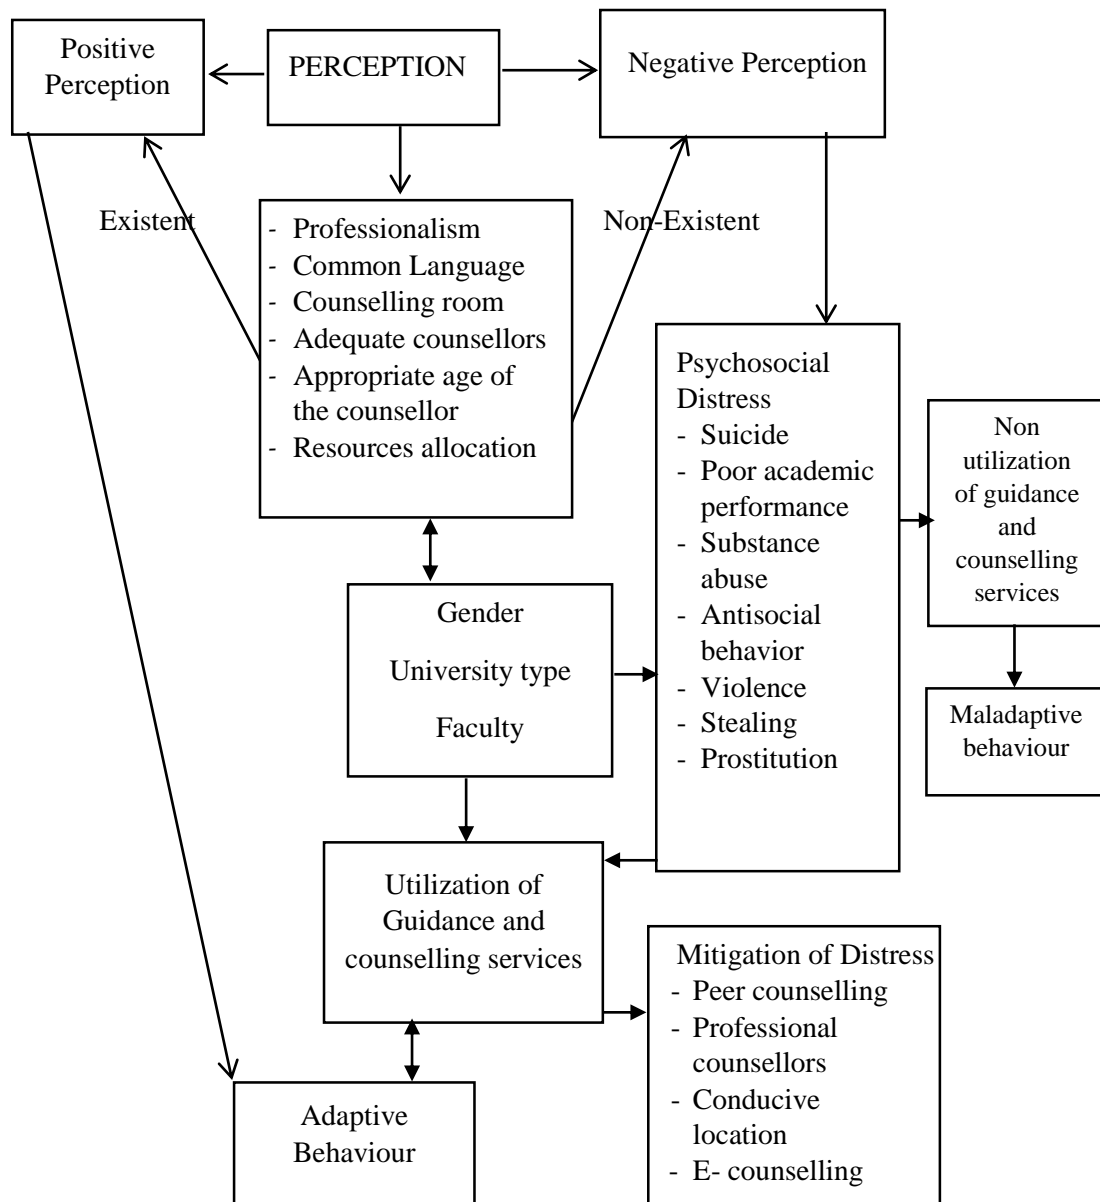 Positive
Perception
PERCEPTION
Negative Perception
Existent
Non-Existent
- Professionalism
- Common Language
- Counselling room
- Adequate counsellors
- Appropriate age of
the counsellor
- Resources allocation
Psychosocial
Distress
- Suicide
- Poor academic
performance
- Substance
abuse
- Antisocial
behavior
- Violence
- Stealing
- Prostitution
Non
utilization
of guidance
and
counselling
services
Gender
University type
Faculty
Maladaptive
behaviour
Utilization of
Guidance and
counselling services
Mitigation of Distress
- Peer counselling
- Professional
counsellors
- Conducive
location
- E- counselling
Adaptive
Behaviour